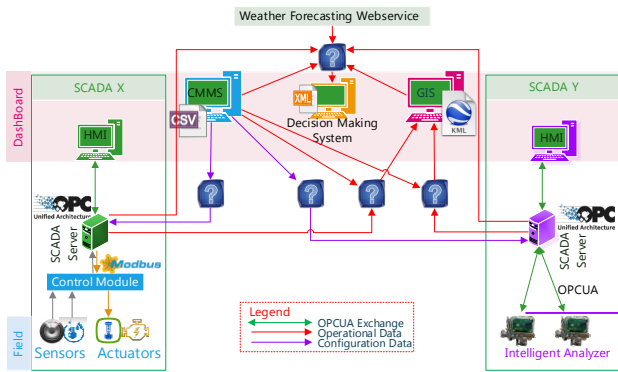 Weather Forecasting Webservice
?
SCADA X
SCADA Y
DashBoard
CMMS
CSV
XML
Decision Making
System
GIS
KML
HMI
HMI
?
?
?
?
OPC
Unified Architecture
SCADA
Server
OPC
Unified Architecture
SCADA
Server
Modbus
Control Module
OPCUA
Field
Sensors
Actuators
Legend
OPCUA Exchange
Operational Data
Configuration Data
Intelligent Analyzer